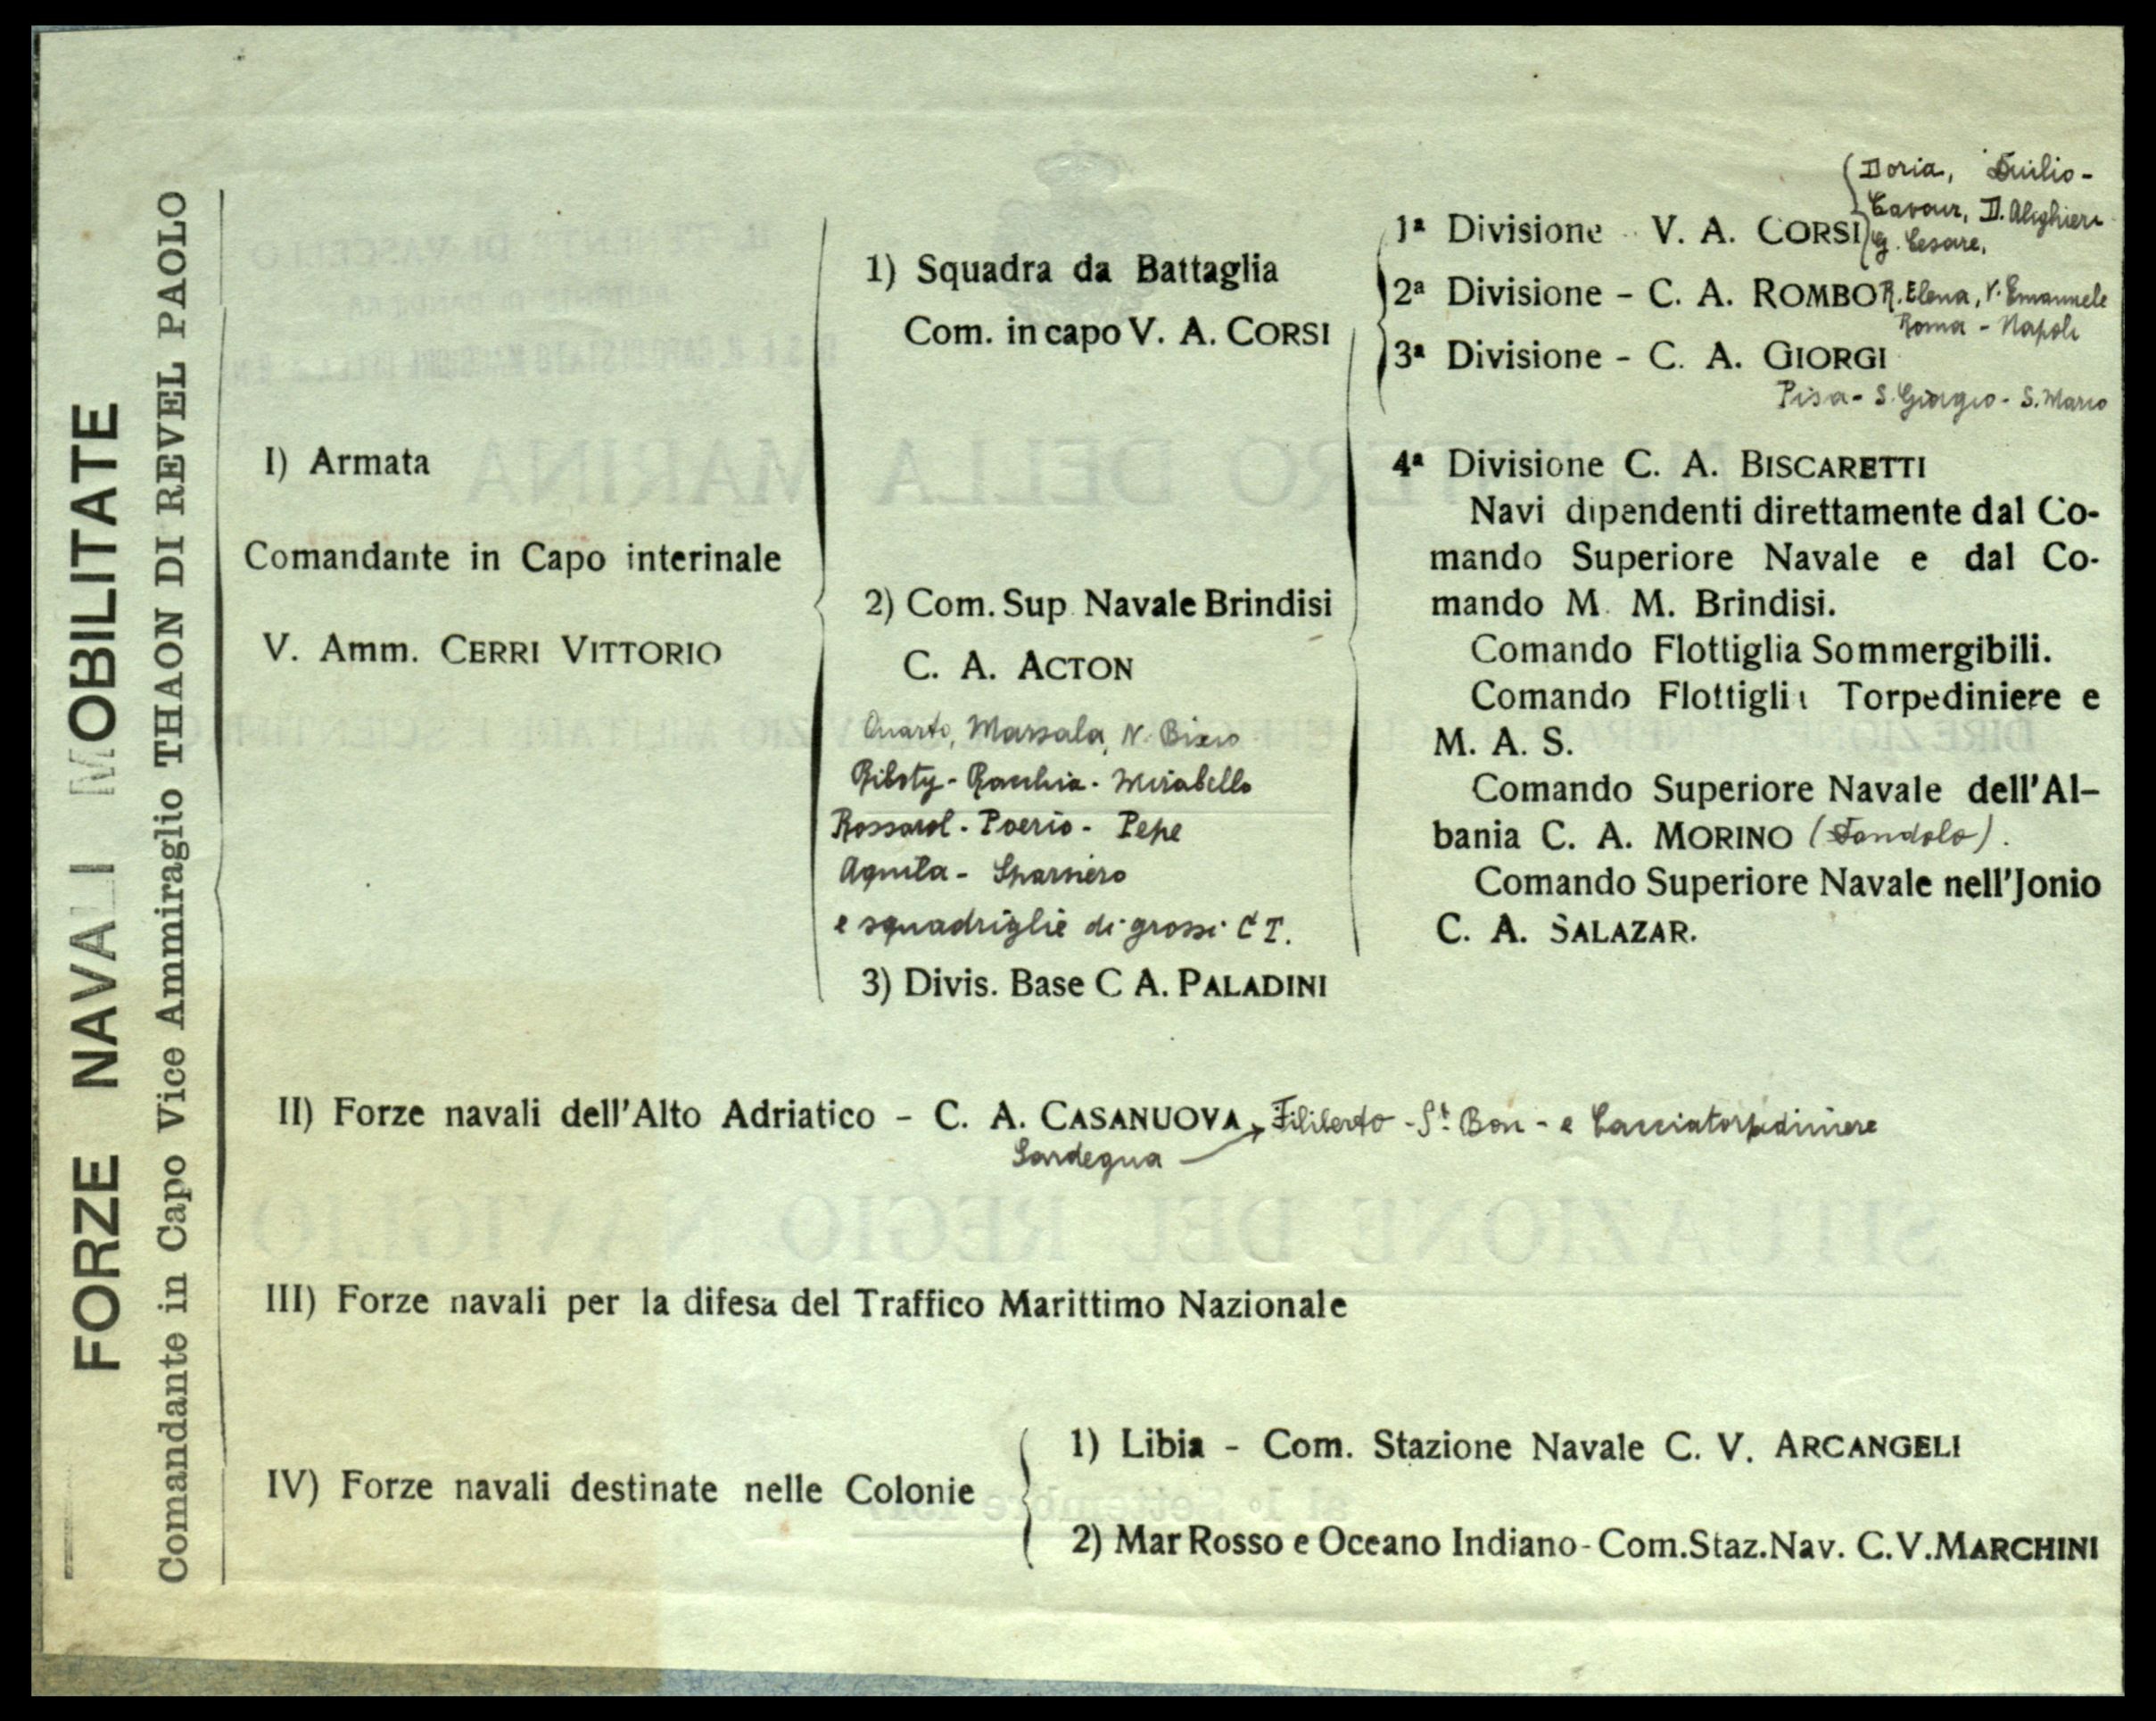 FORZE NAVALI MOBILITATE
Comandante in Capo Vice Ammiraglio THAON DI REVEL PAOLO
I) Armata
Comandante in Capo interinale
V. Amm. CERRI VITTORIO
1) Squadra da Battaglia
Com. in capo V. A. CORSI
1ª Divisione - V. A. CORSI
Doria, Duilio -
Cavour, D. Alighieri
G. Cesare,
2ª Divisione - C. A. ROMBO R. Elena, V. Emanuele
Roma - Napoli
3ª Divisione - C. A. GIORGI
Pisa - S. Giorgio - S. Marco
2) Com. Sup. Navale Brindisi
C. A. ACTON
Quarto, Marsala, N. Bixio
Riboty - Racchia - Mirabello
Rossarol - Poerio - Pepe
Aquila - Sparviero
e squadriglie di grossi C T.
4ª Divisione C. A. BISCARETTI
Navi dipendenti direttamente dal Co-
mando Superiore Navale e dal Co-
mando M. M. Brindisi.
Comando Flottiglia Sommergibili.
Comando Flottiglia Torpediniere e
M. A. S.
Comando Superiore Navale dell'Al-
bania C. A. MORINO (Dandolo).
Comando Superiore Navale nell'Jonio
C. A. SALAZAR.
3) Divis. Base C A. PALADINI
II) Forze navali dell'Alto Adriatico - C. A. CASANUOVA Filiberto - St. Bon - e Cacciatorpediniere
Sardegna
III) Forze navali per la difesa del Traffico Marittimo Nazionale
IV) Forze navali destinate nelle Colonie
1) Libia - Com. Stazione Navale C. V. ARCANGELI
2) Mar Rosso e Oceano Indiano - Com. Staz. Nav. C. V. MARCHINI